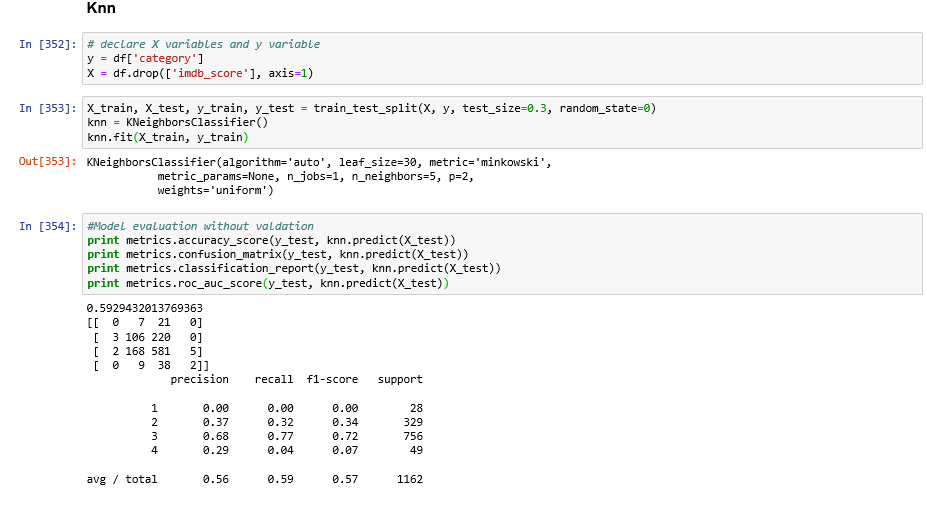 Knn
In [352]:
# declare X variables and y variable
y = df['category']
X = df.drop(['imdb_score'], axis=1)
In [353]:
X_train, X_test, y_train, y_test = train_test_split(X, y, test_size=0.3, random_state=0)
knn = KNeighborsClassifier()
knn.fit(X_train, y_train)
Out[353]:
KNeighborsClassifier(algorithm='auto', leaf_size=30, metric='minkowski',
           metric_params=None, n_jobs=1, n_neighbors=5, p=2,
           weights='uniform')
In [354]:
#Model evaluation without valdation
print metrics.accuracy_score(y_test, knn.predict(X_test))
print metrics.confusion_matrix(y_test, knn.predict(X_test))
print metrics.classification_report(y_test, knn.predict(X_test))
print metrics.roc_auc_score(y_test, knn.predict(X_test))
0.5929432013769363
[[  0   7  21   0]
 [  3 106 220   0]
 [  2 168 581   5]
 [  0   9  38   2]]
             precision    recall  f1-score   support
          1       0.00      0.00      0.00        28
          2       0.37      0.32      0.34       329
          3       0.68      0.77      0.72       756
          4       0.29      0.04      0.07        49
avg / total       0.56      0.59      0.57      1162